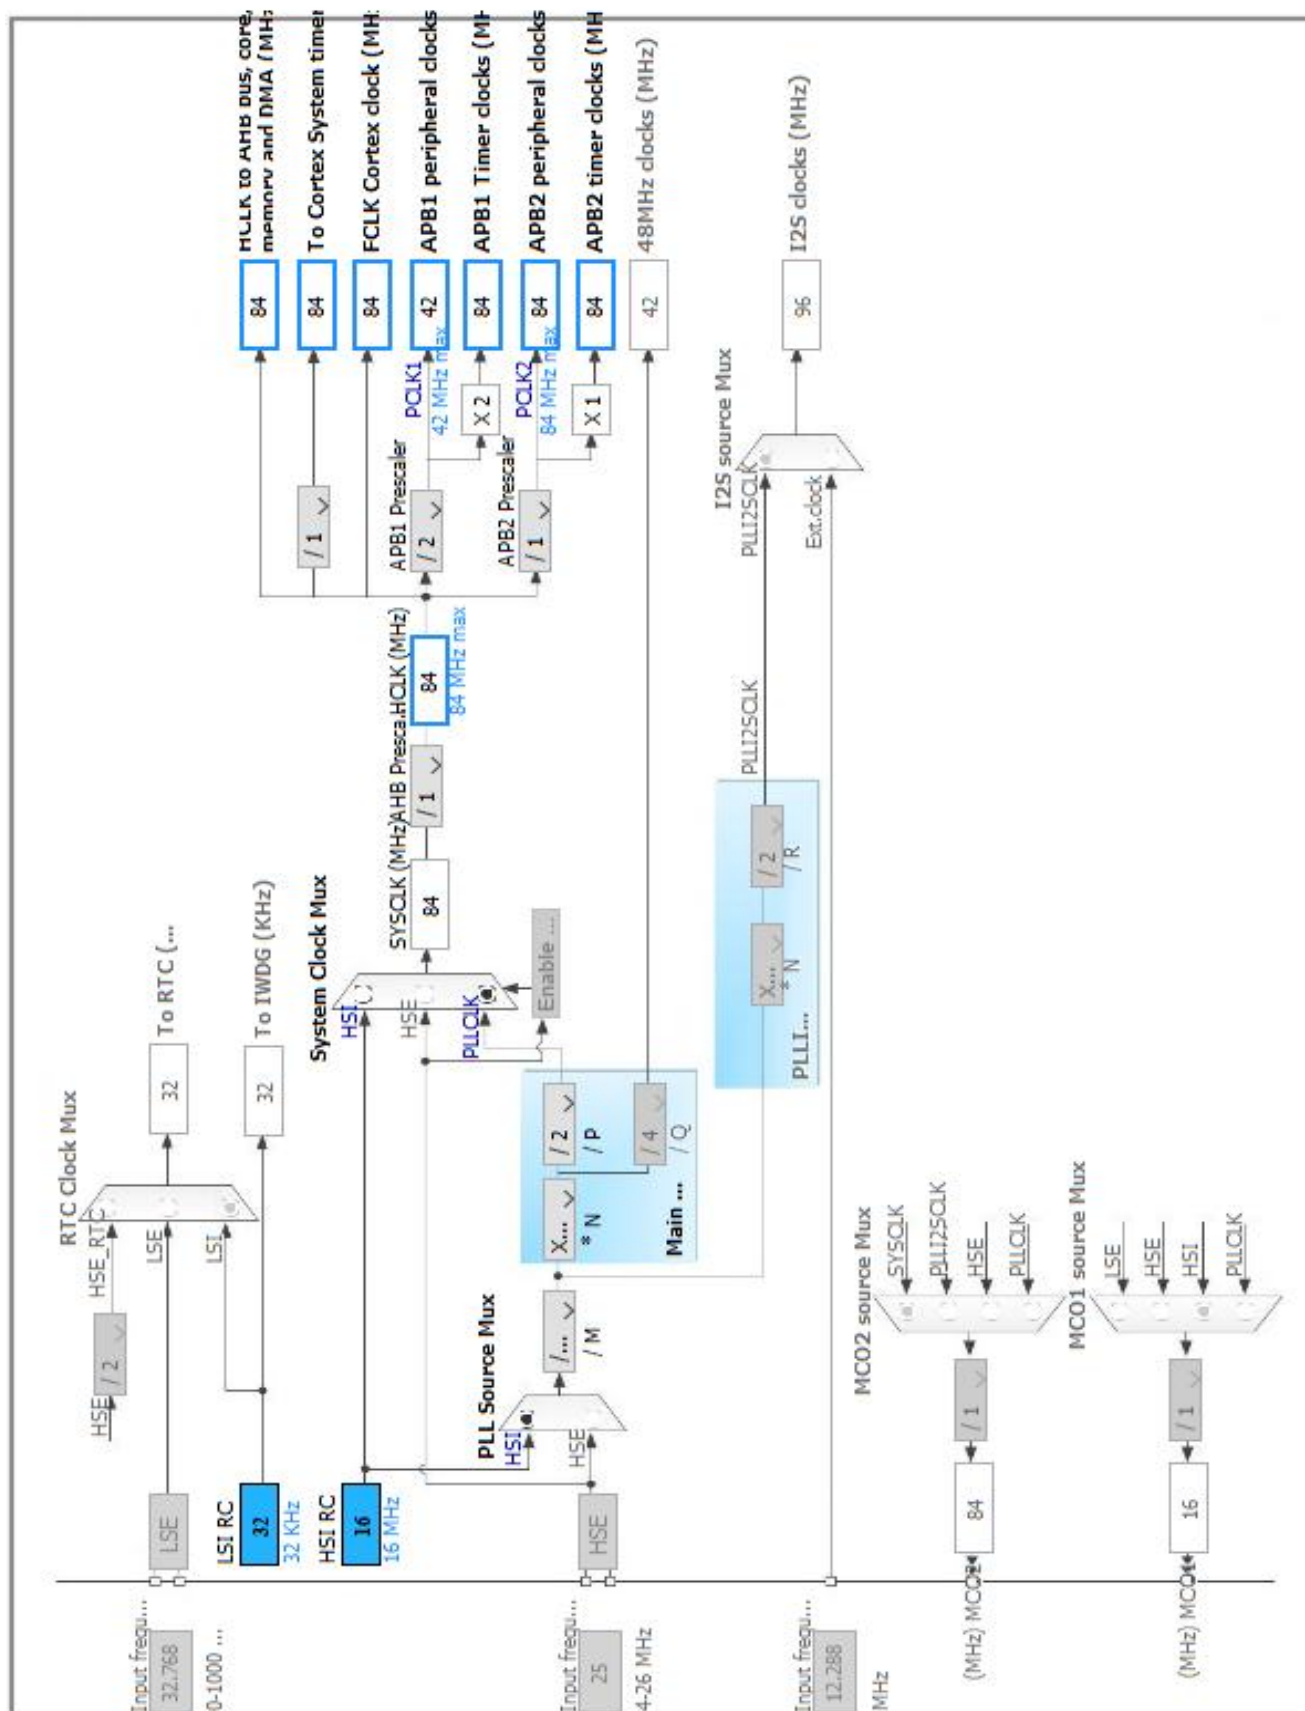 Input frequ...
32.768
0-1000 ...
LSE
HSE
/ 2
HSE_RTC
LSE
LSI
RTC Clock Mux
32
To RTC (...
LSI RC
32
32 KHz
32
To IWDG (KHz)
HSI RC
16
16 MHz
System Clock Mux
HSI
HSE
PLLCLK
Enable ...
SYSCLK (MHz)
84
AHB Presca...
/ 1
HCLK (MHz)
84
84 MHz max
84
HCLK to AHB bus, core,
memory and DMA (MHz
/ 1
84
To Cortex System timer
84
FCLK Cortex clock (MHz
APB1 Prescaler
/ 2
PCLK1
42 MHz max
42
APB1 peripheral clocks
X 2
84
APB1 Timer clocks (MH
APB2 Prescaler
/ 1
PCLK2
84 MHz max
84
APB2 peripheral clocks
X 1
84
APB2 timer clocks (MH
42
48MHz clocks (MHz)
Input frequ...
25
4-26 MHz
HSE
PLL Source Mux
HSI
HSE
/...
/ M
X...
* N
/ 2
/ P
/ 4
/ Q
Main ...
X...
* N
/ 2
/ R
PLLI...
PLLI2SCLK
PLLI2SCLK
Ext.clock
I2S source Mux
96
I2S clocks (MHz)
Input frequ...
12.288
MHz
(MHz) MCO2
84
/ 1
MCO2 source Mux
SYSCLK
PLLI2SCLK
HSE
PLLCLK
(MHz) MCO1
16
/ 1
MCO1 source Mux
LSE
HSE
HSI
PLLCLK